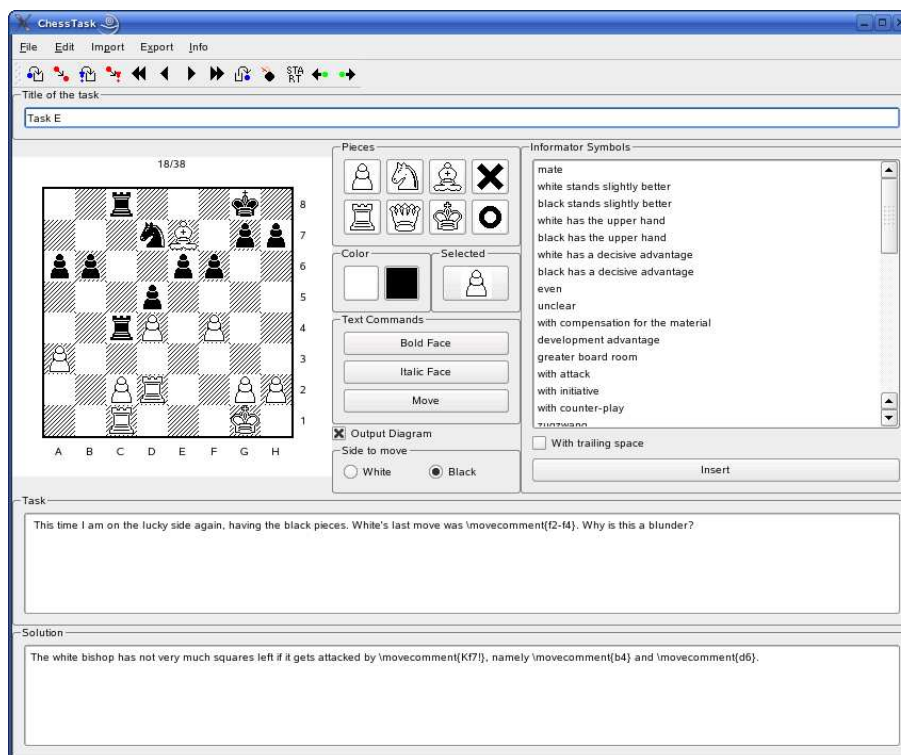 ChessTask
File Edit Import Export Info
STA
RT
Title of the task
Task E
18/38
8
7
6
5
4
3
2
1
A B C D E F G H
Pieces
Color
Selected
Text Commands
Bold Face
Italic Face
Move
Output Diagram
Side to move
White Black
Informator Symbols
mate
white stands slightly better
black stands slightly better
white has the upper hand
black has the upper hand
white has a decisive advantage
black has a decisive advantage
even
unclear
with compensation for the material
development advantage
greater board room
with attack
with initiative
with counter-play
zugzwang
With trailing space
Insert
Task
This time I am on the lucky side again, having the black pieces. White's last move was \movecomment{f2-f4}. Why is this a blunder?
Solution
The white bishop has not very much squares left if it gets attacked by \movecomment{Kf7!}, namely \movecomment{b4} and \movecomment{d6}.